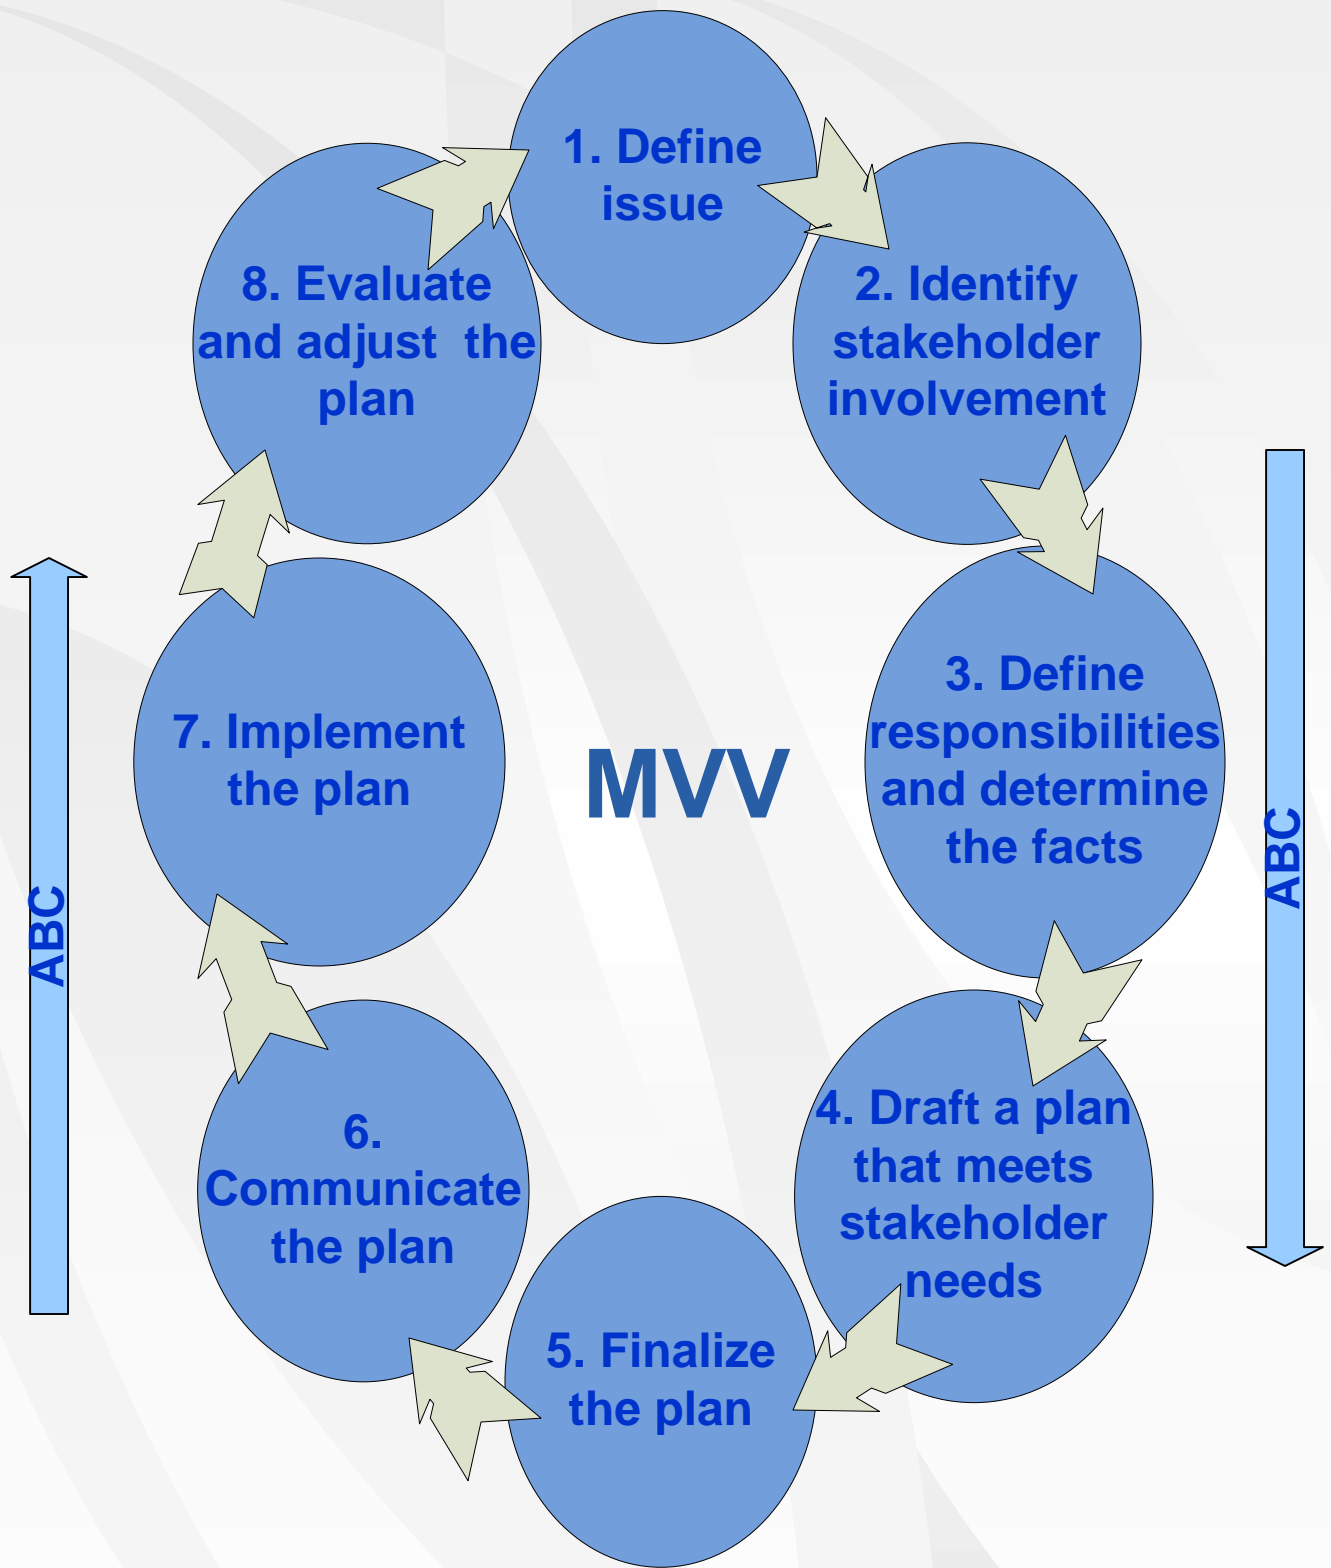 1. Define
issue
2. Identify
stakeholder
involvement
3. Define
responsibilities
and determine
the facts
4. Draft a plan
that meets
stakeholder
needs
5. Finalize
the plan
6.
Communicate
the plan
7. Implement
the plan
8. Evaluate
and adjust  the
plan
MVV
ABC
ABC